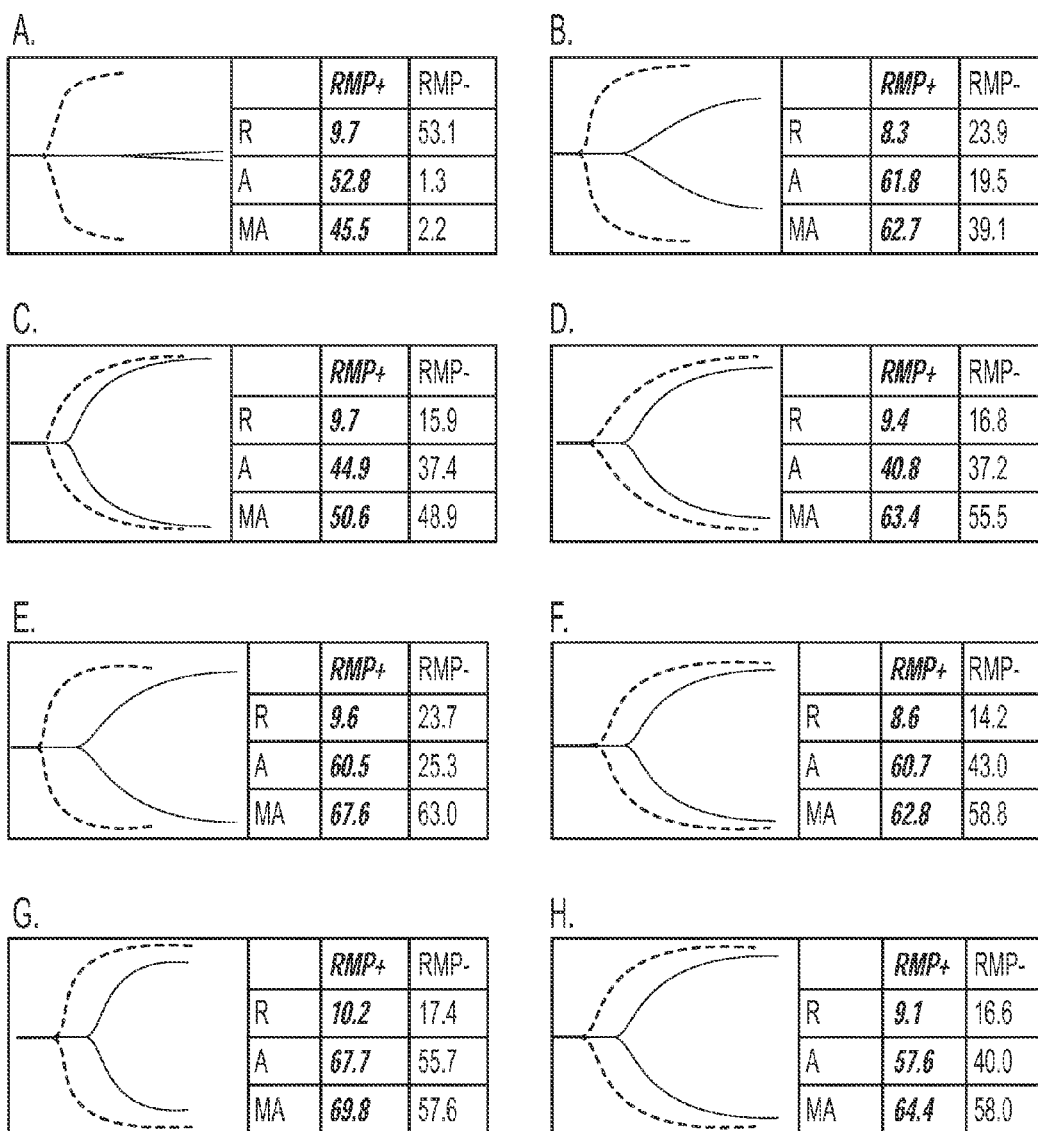 A.
RMP+ RMP-
R 9.7 53.1
A 52.8 1.3
MA 45.5 2.2
B.
RMP+ RMP-
R 8.3 23.9
A 61.8 19.5
MA 62.7 39.1
C.
RMP+ RMP-
R 9.7 15.9
A 44.9 37.4
MA 50.6 48.9
D.
RMP+ RMP-
R 9.4 16.8
A 40.8 37.2
MA 63.4 55.5
E.
RMP+ RMP-
R 9.6 23.7
A 60.5 25.3
MA 67.6 63.0
F.
RMP+ RMP-
R 8.6 14.2
A 60.7 43.0
MA 62.8 58.8
G.
RMP+ RMP-
R 10.2 17.4
A 67.7 55.7
MA 69.8 57.6
H.
RMP+ RMP-
R 9.1 16.6
A 57.6 40.0
MA 64.4 58.0